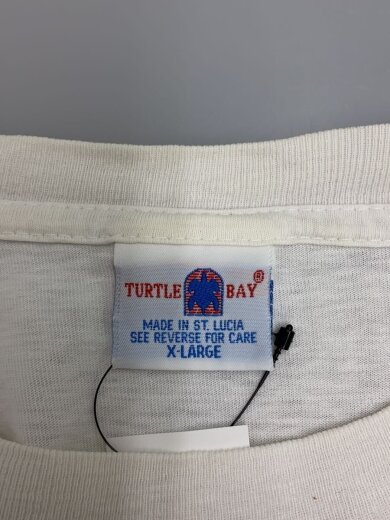 TURTLE BAY®
MADE IN ST. LUCIA
SEE REVERSE FOR CARE
X-LARGE